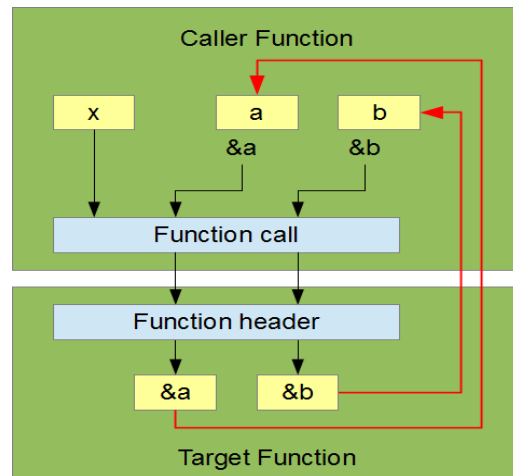 Caller Function
x
a
b
&a
&b
Function call
Function header
&a
&b
Target Function